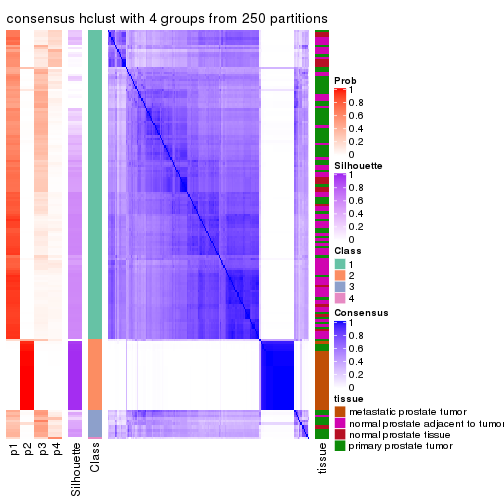 consensus hclust with 4 groups from 250 partitions
p1
p2
p3
p4
Silhouette
Class
tissue
Prob
1
0.8
0.6
0.4
0.2
0
Silhouette
1
0.8
0.6
0.4
0.2
0
Class
1
2
3
4
Consensus
1
0.8
0.6
0.4
0.2
0
tissue
metastatic prostate tumor
normal prostate adjacent to tumor
normal prostate tissue
primary prostate tumor